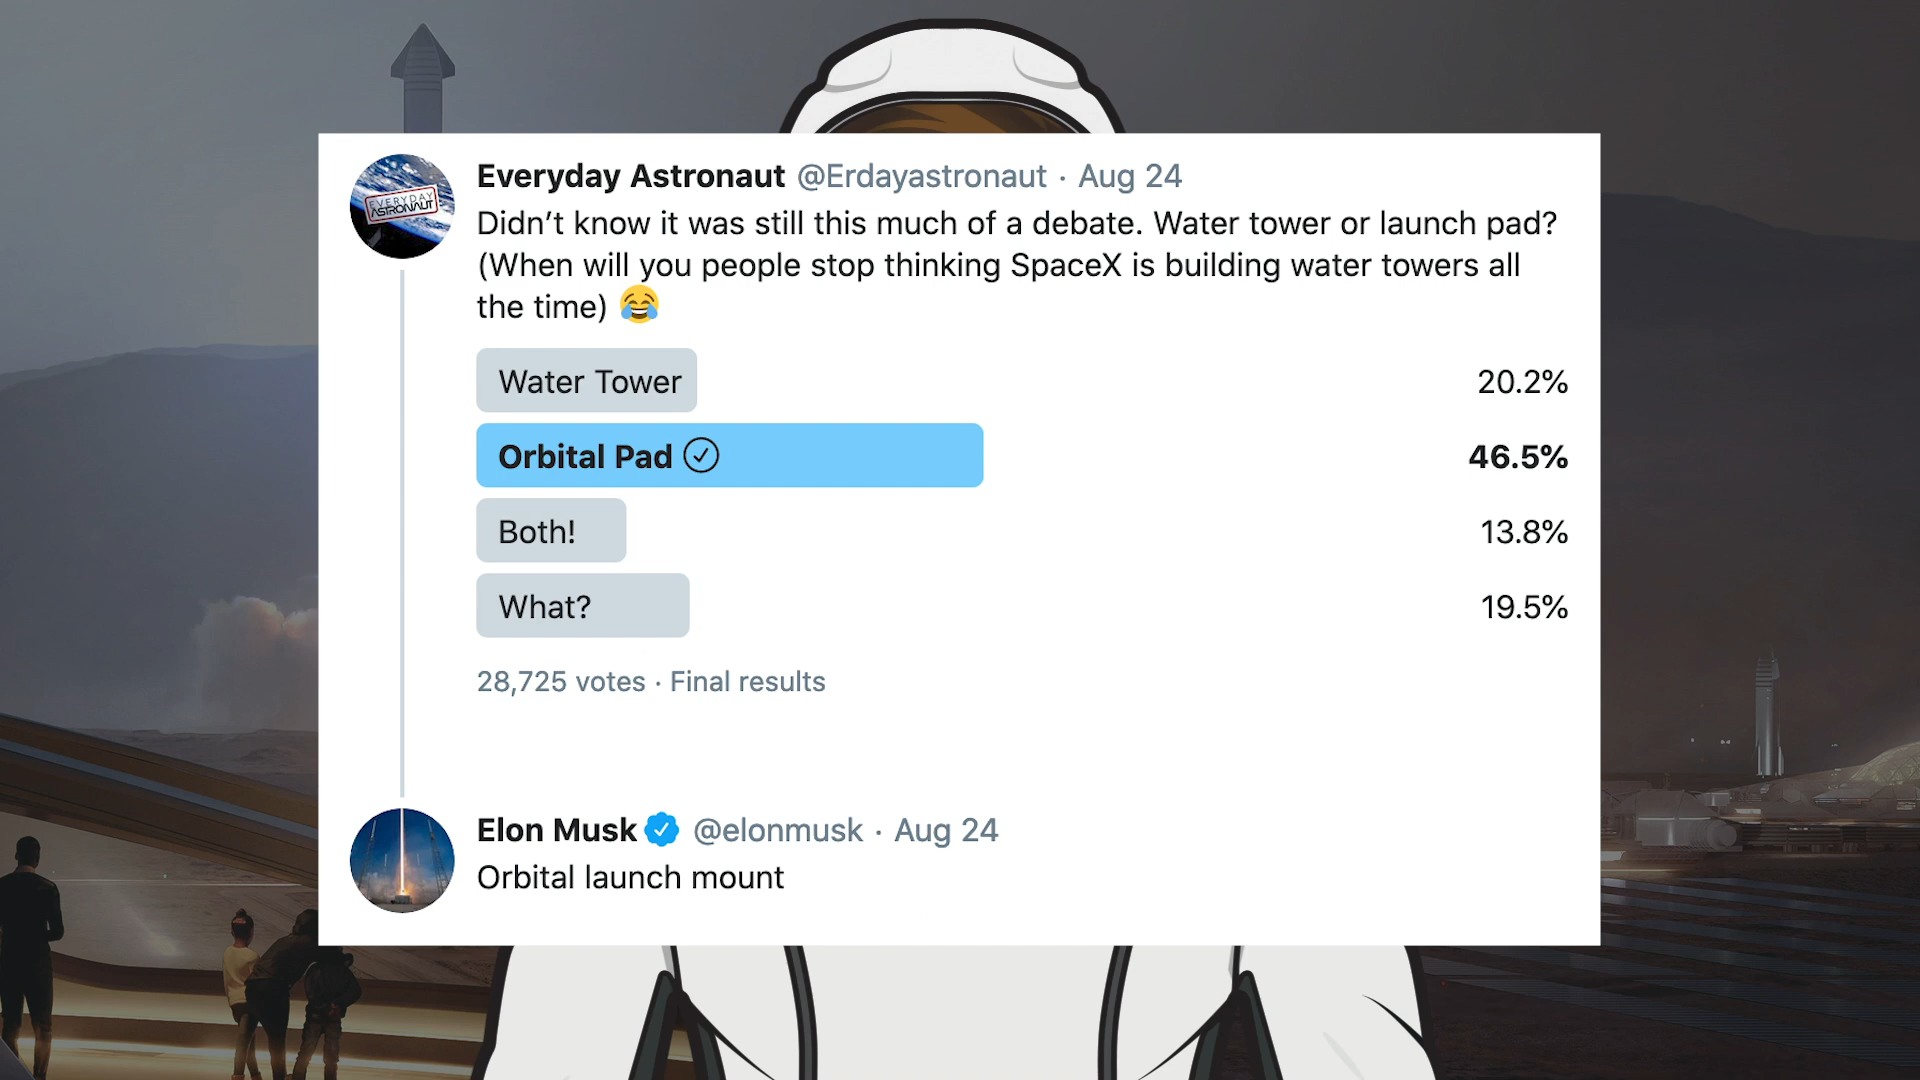 EVERYDAY
ASTRONAUT
Everyday Astronaut @Erdayastronaut · Aug 24
Didn’t know it was still this much of a debate. Water tower or launch pad?
(When will you people stop thinking SpaceX is building water towers all
the time) 😂
Water Tower 20.2%
Orbital Pad 46.5%
Both! 13.8%
What? 19.5%
28,725 votes · Final results
Elon Musk @elonmusk · Aug 24
Orbital launch mount